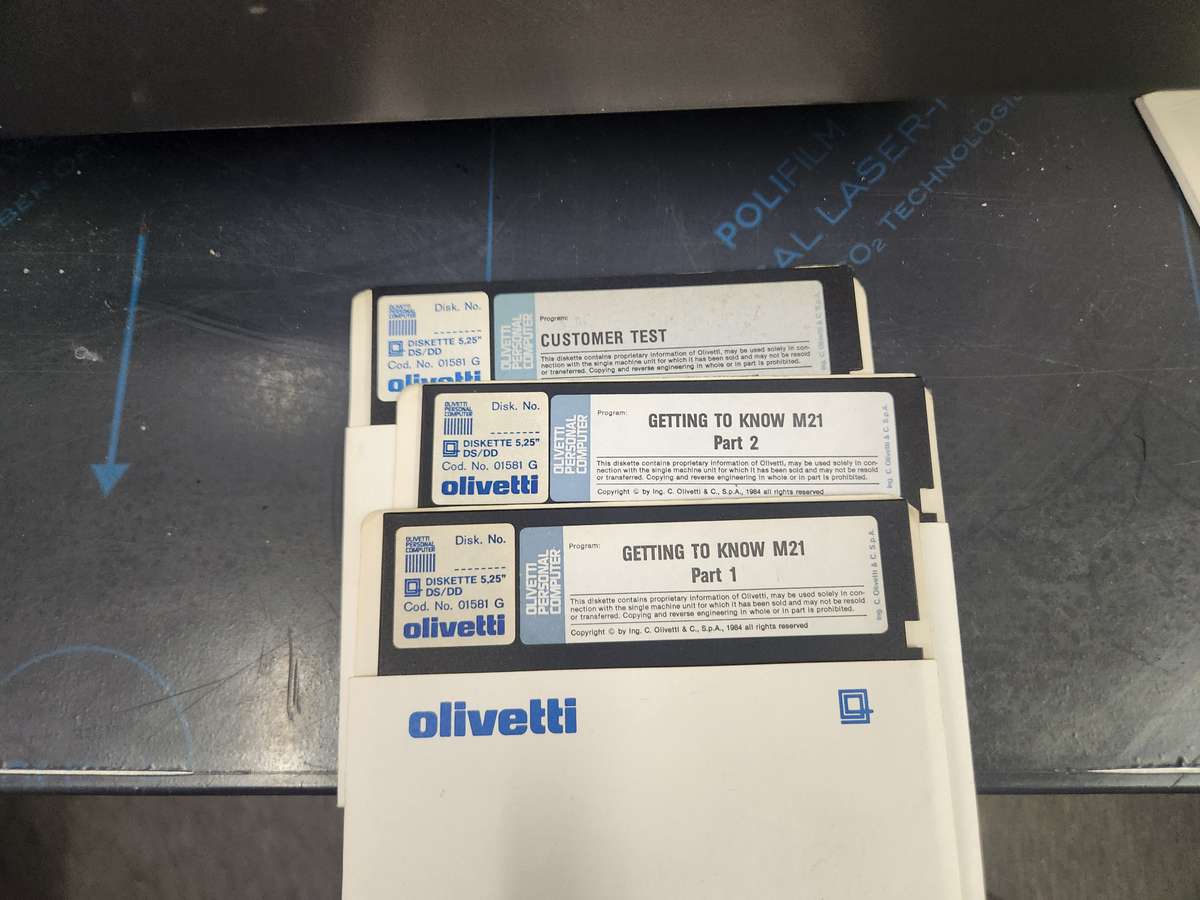 BER
POLIFILM
AL LASER-
CO₂ TECHNOLOGI
OLIVETTI
PERSONAL
COMPUTER
Disk. No.
DISKETTE 5,25"
DS/DD
Cod. No. 01581 G
olivetti
OLIVETTI
PERSONAL
COMPUTER
Program:
CUSTOMER TEST
This diskette contains proprietary information of Olivetti, may be used solely in con-
nection with the single machine unit for which it has been sold and may not be resold
or transferred. Copying and reverse engineering in whole or in part is prohibited.
Ing. C. Olivetti & C. S.p.A.
OLIVETTI
PERSONAL
COMPUTER
Disk. No.
DISKETTE 5,25"
DS/DD
Cod. No. 01581 G
olivetti
OLIVETTI
PERSONAL
COMPUTER
Program:
GETTING TO KNOW M21
Part 2
This diskette contains proprietary information of Olivetti, may be used solely in con-
nection with the single machine unit for which it has been sold and may not be resold
or transferred. Copying and reverse engineering in whole or in part is prohibited.
Copyright © by Ing. C. Olivetti & C., S.p.A., 1984 all rights reserved
Ing. C. Olivetti & C. S.p.A.
OLIVETTI
PERSONAL
COMPUTER
Disk. No.
DISKETTE 5,25"
DS/DD
Cod. No. 01581 G
olivetti
OLIVETTI
PERSONAL
COMPUTER
Program:
GETTING TO KNOW M21
Part 1
This diskette contains proprietary information of Olivetti, may be used solely in con-
nection with the single machine unit for which it has been sold and may not be resold
or transferred. Copying and reverse engineering in whole or in part is prohibited.
Copyright © by Ing. C. Olivetti & C., S.p.A., 1984 all rights reserved
Ing. C. Olivetti & C. S.p.A.
olivetti